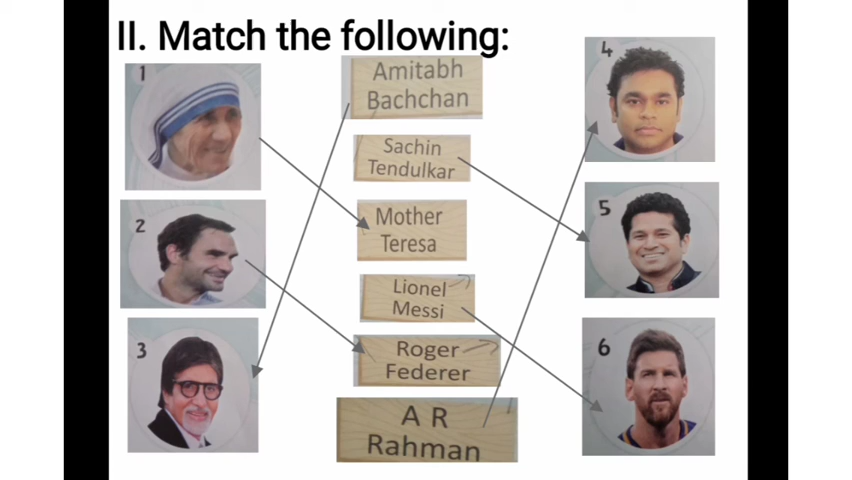 II. Match the following:
1
Amitabh
Bachchan
4
Sachin
Tendulkar
2
Mother
Teresa
5
Lionel
Messi
3
Roger
Federer
6
A R
Rahman